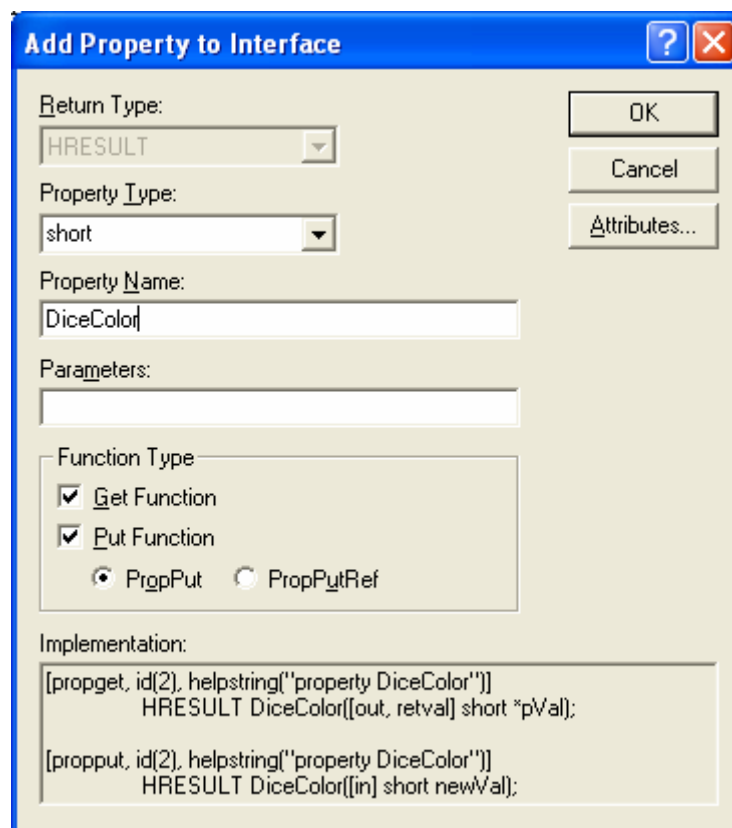 Add Property to Interface
Return Type:
HRESULT
Property Type:
short
Property Name:
DiceColor
Parameters:
Function Type
Get Function
Put Function
PropPut PropPutRef
Implementation:
[propget, id(2), helpstring("property DiceColor")]
HRESULT DiceColor([out, retval] short *pVal);
[propput, id(2), helpstring("property DiceColor")]
HRESULT DiceColor([in] short newVal);
OK
Cancel
Attributes...